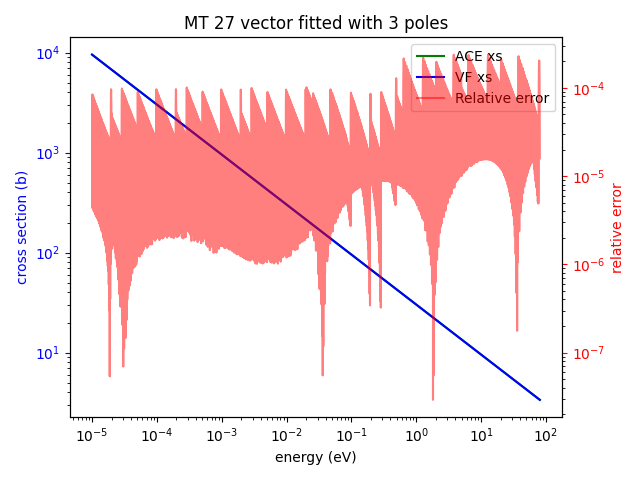 MT 27 vector fitted with 3 poles
ACE xs
VF xs
Relative error
cross section (b)
10^4
10^3
10^2
10^1
10^-4
10^-5
10^-6
10^-7
relative error
10^-5 10^-4 10^-3 10^-2 10^-1 10^0 10^1 10^2
energy (eV)